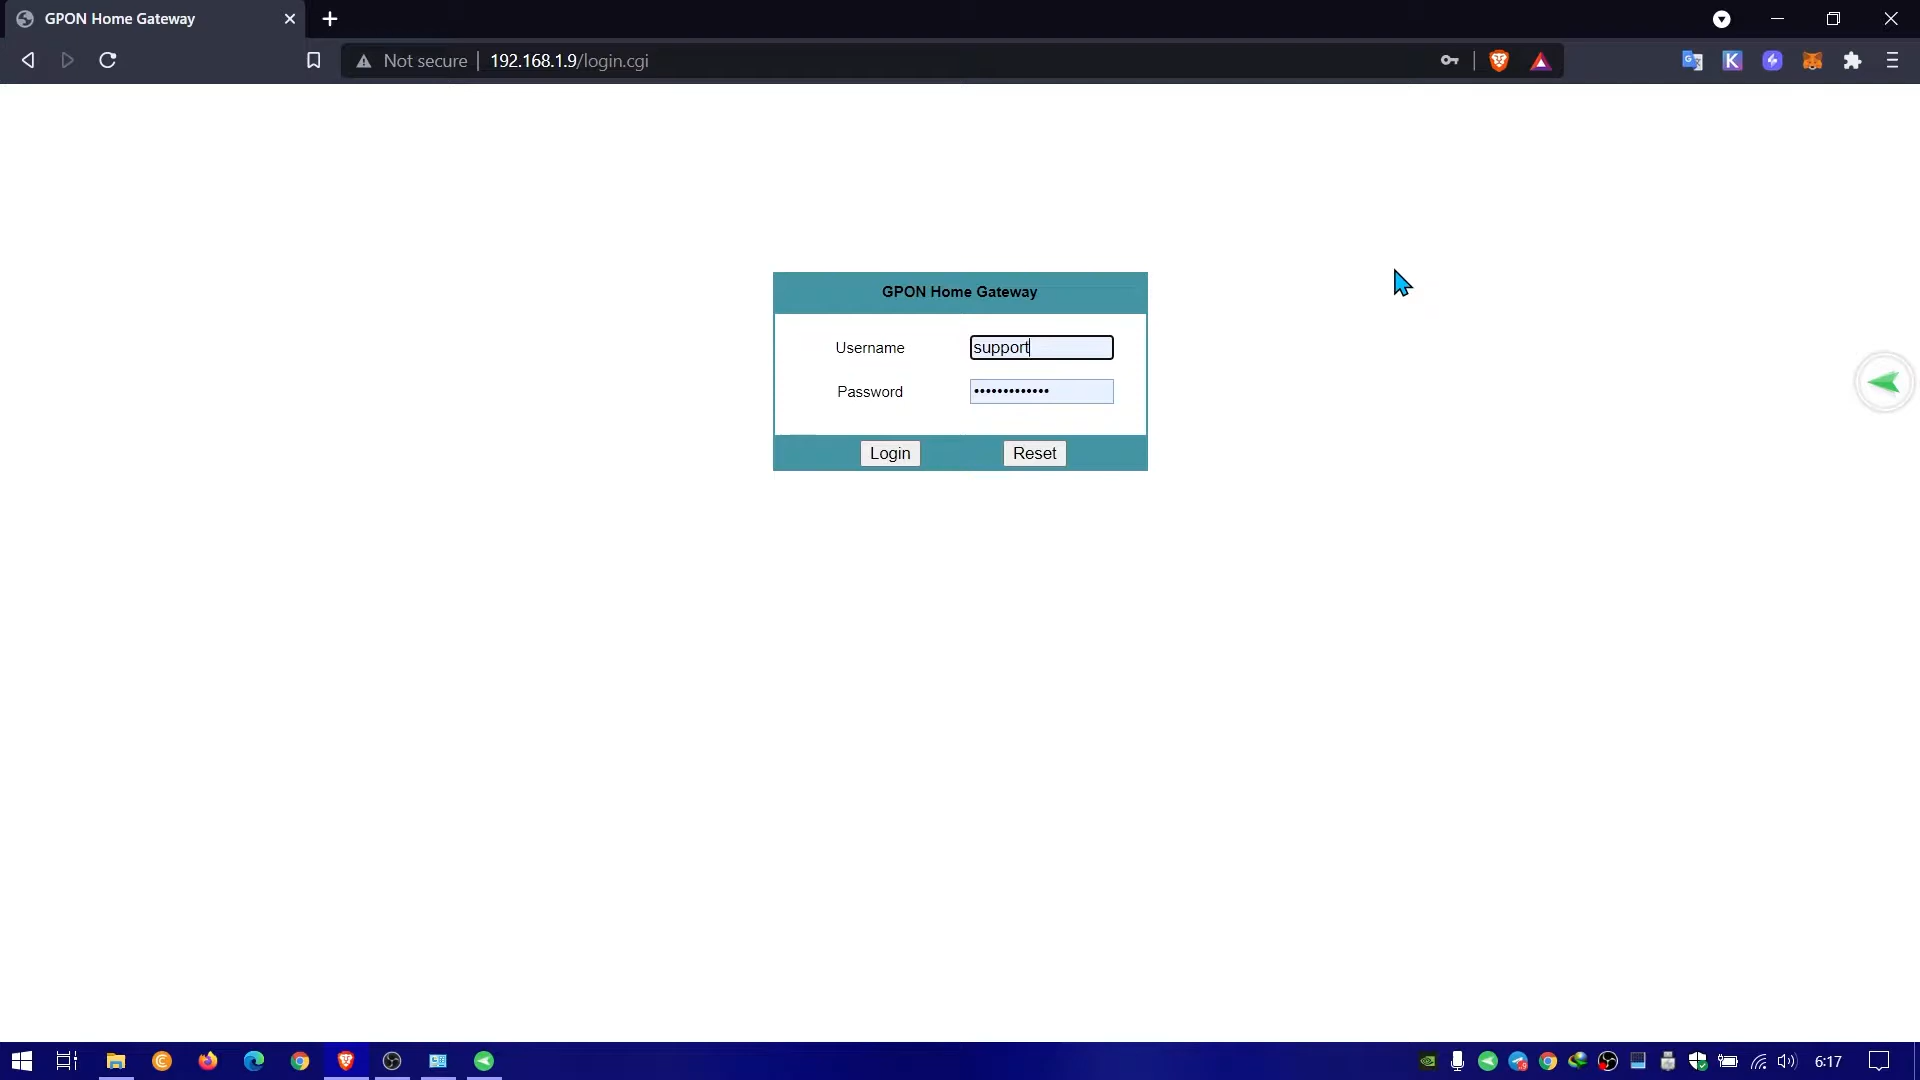 GPON Home Gateway
Not secure | 192.168.1.9/login.cgi
GPON Home Gateway
Username support
Password •••••••••••••
Login Reset
6:17